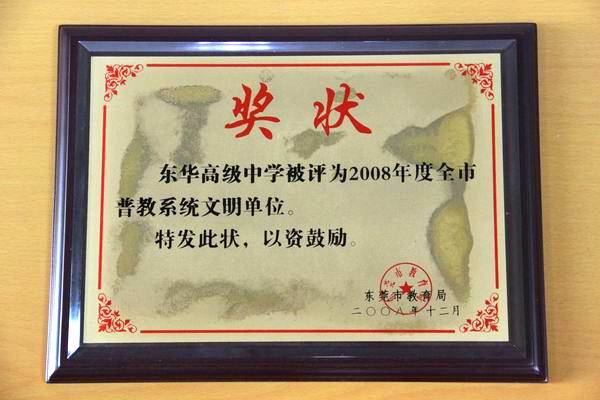 奖状
东华高级中学被评为2008年度全市
普教系统文明单位。
特发此状，以资鼓励。
东莞市教育局
二〇〇八年十二月